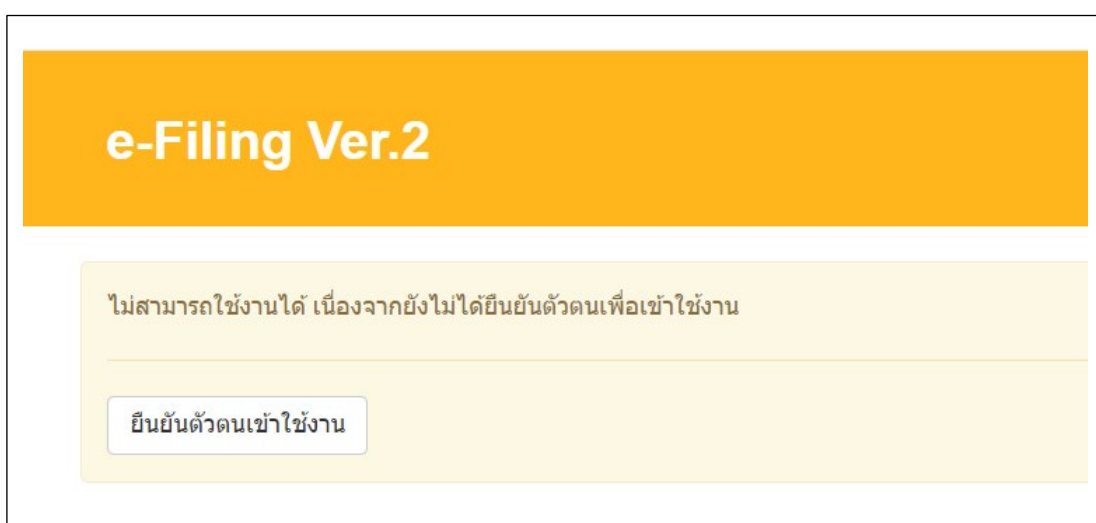 e-Filing Ver.2
ไม่สามารถใช้งานได้ เนื่องจากยังไม่ได้ยืนยันตัวตนเพื่อเข้าใช้งาน
ยืนยันตัวตนเข้าใช้งาน